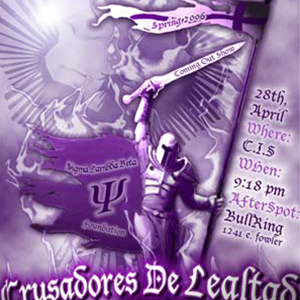 Spring:2006
Coming Out Show
28th,
April
Where:
C.I.S
When:
9:18 pm
AfterSpot:
BullRing
1241 e. fowler
Sigma Lambda Beta
Ψ
Foundation
Crusadores De Lealtad